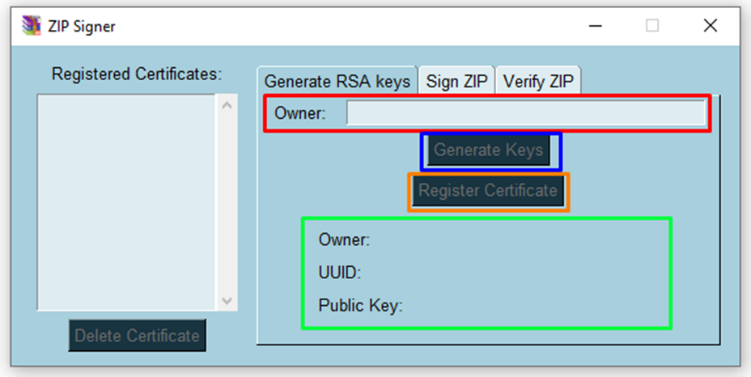 ZIP Signer
Registered Certificates:
Delete Certificate
Generate RSA keys
Sign ZIP
Verify ZIP
Owner:
Generate Keys
Register Certificate
Owner:
UUID:
Public Key: